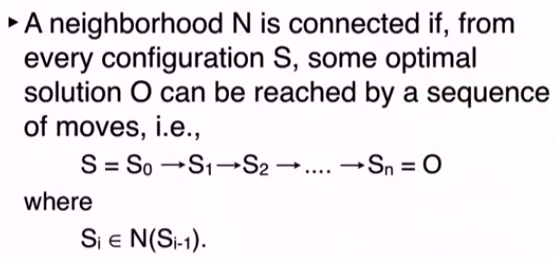 ▸ A neighborhood N is connected if, from
every configuration S, some optimal
solution O can be reached by a sequence
of moves, i.e.,
S = S₀ →S₁→S₂ → .... →Sₙ = O
where
Sᵢ ∈ N(Sᵢ₋₁).